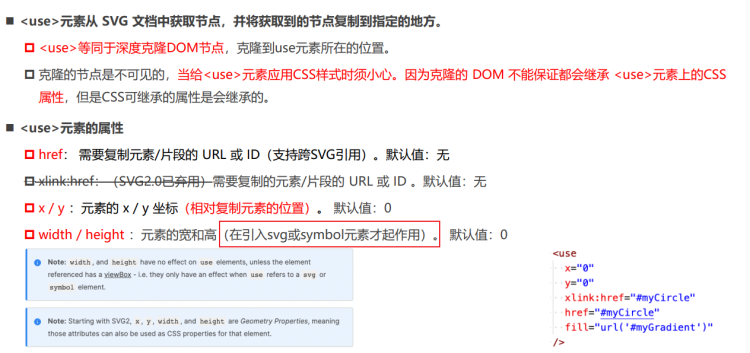 <use>元素从 SVG 文档中获取节点，并将获取到的节点复制到指定的地方。
<use>等同于深度克隆DOM节点，克隆到use元素所在的位置。
克隆的节点是不可见的，当给<use>元素应用CSS样式时须小心。因为克隆的 DOM 不能保证都会继承 <use>元素上的CSS
属性，但是CSS可继承的属性是会继承的。
<use>元素的属性
href： 需要复制元素/片段的 URL 或 ID（支持跨SVG引用）。默认值：无
xlink:href：（SVG2.0已弃用）需要复制的元素/片段的 URL 或 ID 。默认值：无
x / y ：元素的 x / y 坐标（相对复制元素的位置）。 默认值：0
width / height ：元素的宽和高（在引入svg或symbol元素才起作用）。 默认值：0
Note: width, and height have no effect on use elements, unless the element
referenced has a viewBox - i.e. they only have an effect when use refers to a svg or
symbol element.
Note: Starting with SVG2, x, y, width, and height are Geometry Properties, meaning
those attributes can also be used as CSS properties for that element.
<use
x="0"
y="0"
xlink:href="#myCircle"
href="#myCircle"
fill="url('#myGradient')"
/>